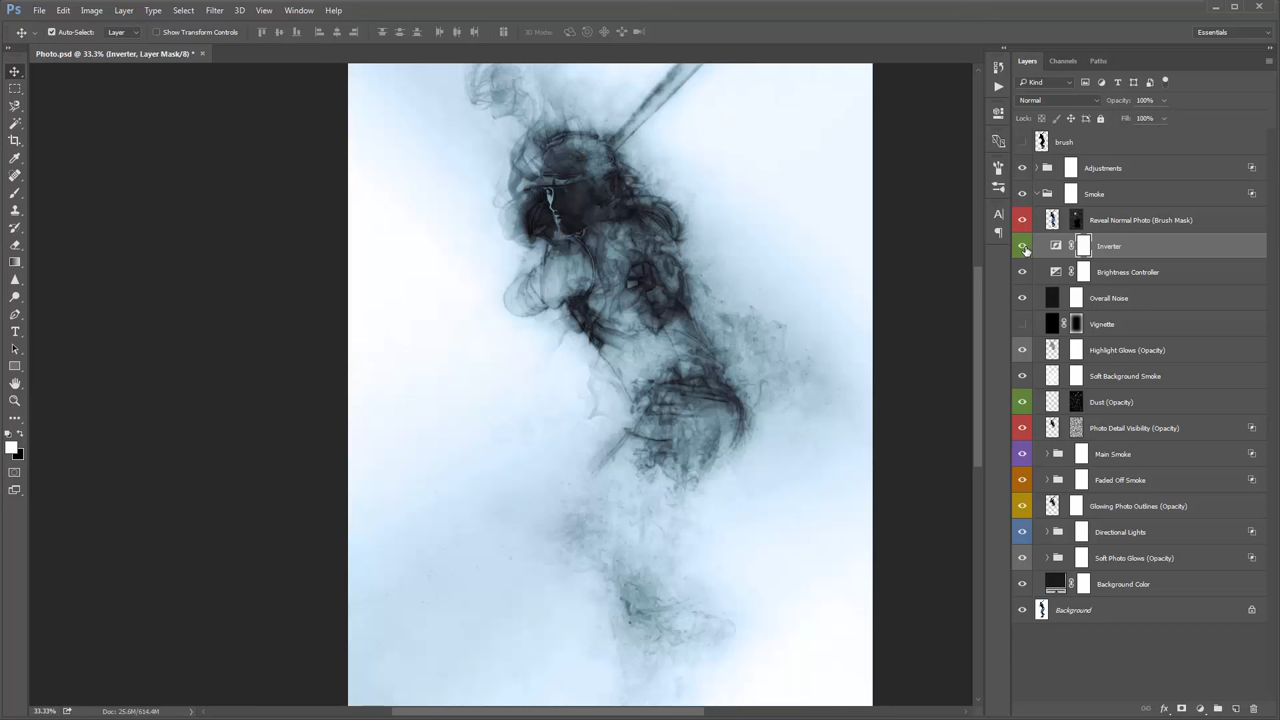 Ps File Edit Image Layer Type Select Filter 3D View Window Help
Auto-Select: Layer Show Transform Controls 3D Mode: Essentials
Photo.psd @ 33.3% (Inverter, Layer Mask/8) * ×
Layers Channels Paths
Kind
Normal Opacity: 100%
Lock: Fill: 100%
brush
Adjustments
Smoke
Reveal Normal Photo (Brush Mask)
Inverter
Brightness Controller
Overall Noise
Vignette
Highlight Glows (Opacity)
Soft Background Smoke
Dust (Opacity)
Photo Detail Visibility (Opacity)
Main Smoke
Faded Off Smoke
Glowing Photo Outlines (Opacity)
Directional Lights
Soft Photo Glows (Opacity)
Background Color
Background
33.33% Doc: 25.6M/614.4M